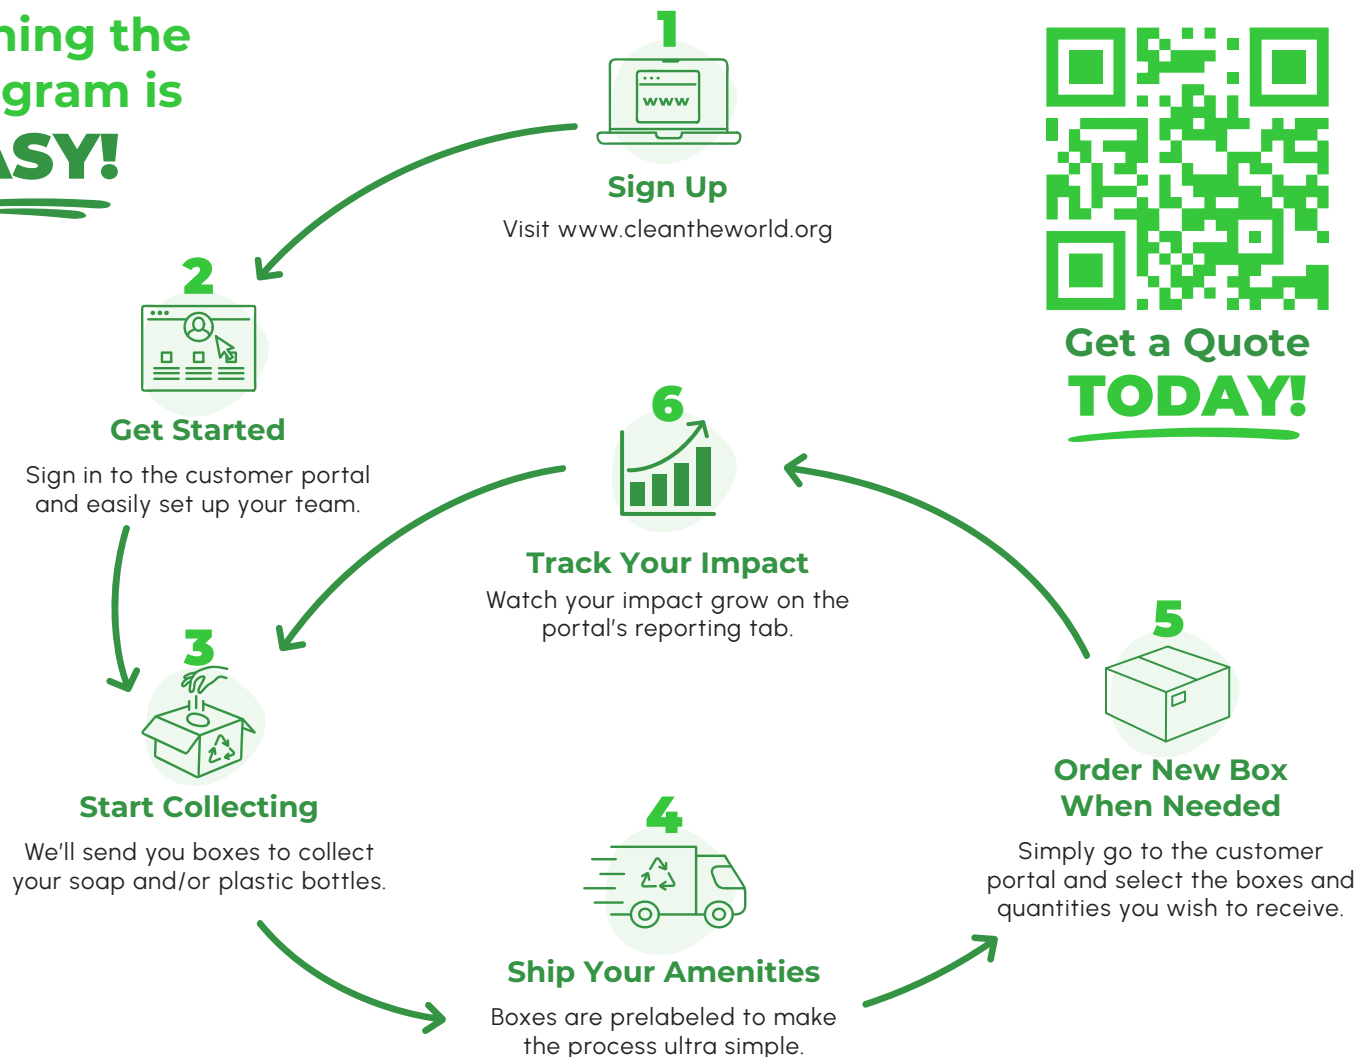 ning the
gram is
ASY!
1
www
Sign Up
Visit www.cleantheworld.org
Get a Quote
TODAY!
2
Get Started
Sign in to the customer portal
and easily set up your team.
3
Start Collecting
We'll send you boxes to collect
your soap and/or plastic bottles.
4
Ship Your Amenities
Boxes are prelabeled to make
the process ultra simple.
5
Order New Box
When Needed
Simply go to the customer
portal and select the boxes and
quantities you wish to receive.
6
Track Your Impact
Watch your impact grow on the
portal's reporting tab.